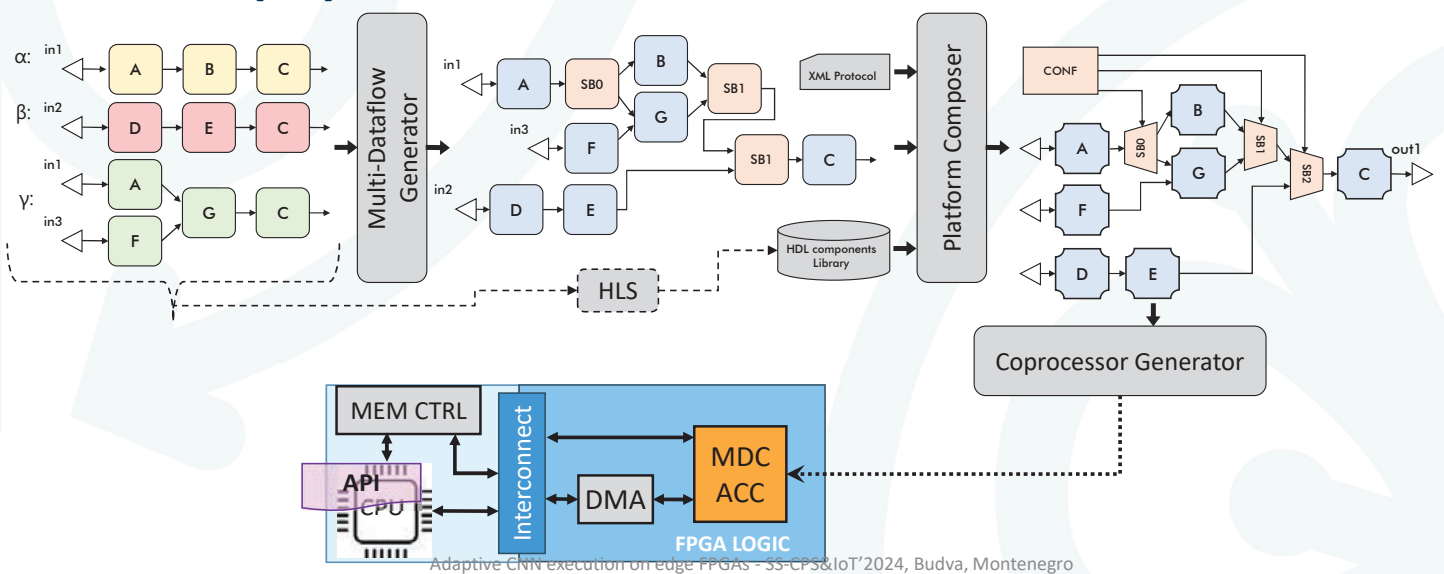 α:
in1
A
B
C
β:
in2
D
E
C
γ:
in1
A
in3
F
G
C
Multi-Dataflow
Generator
in1
A
SB0
B
G
SB1
in3
F
in2
D
E
SB1
C
HLS
XML Protocol
HDL components
Library
Platform Composer
CONF
A
SB0
B
G
SB1
SB2
C
out1
F
D
E
Coprocessor Generator
MEM CTRL
API
CPU
Interconnect
DMA
MDC
ACC
FPGA LOGIC
Adaptive CNN execution on edge FPGAs - SS-CPS&IoT'2024, Budva, Montenegro